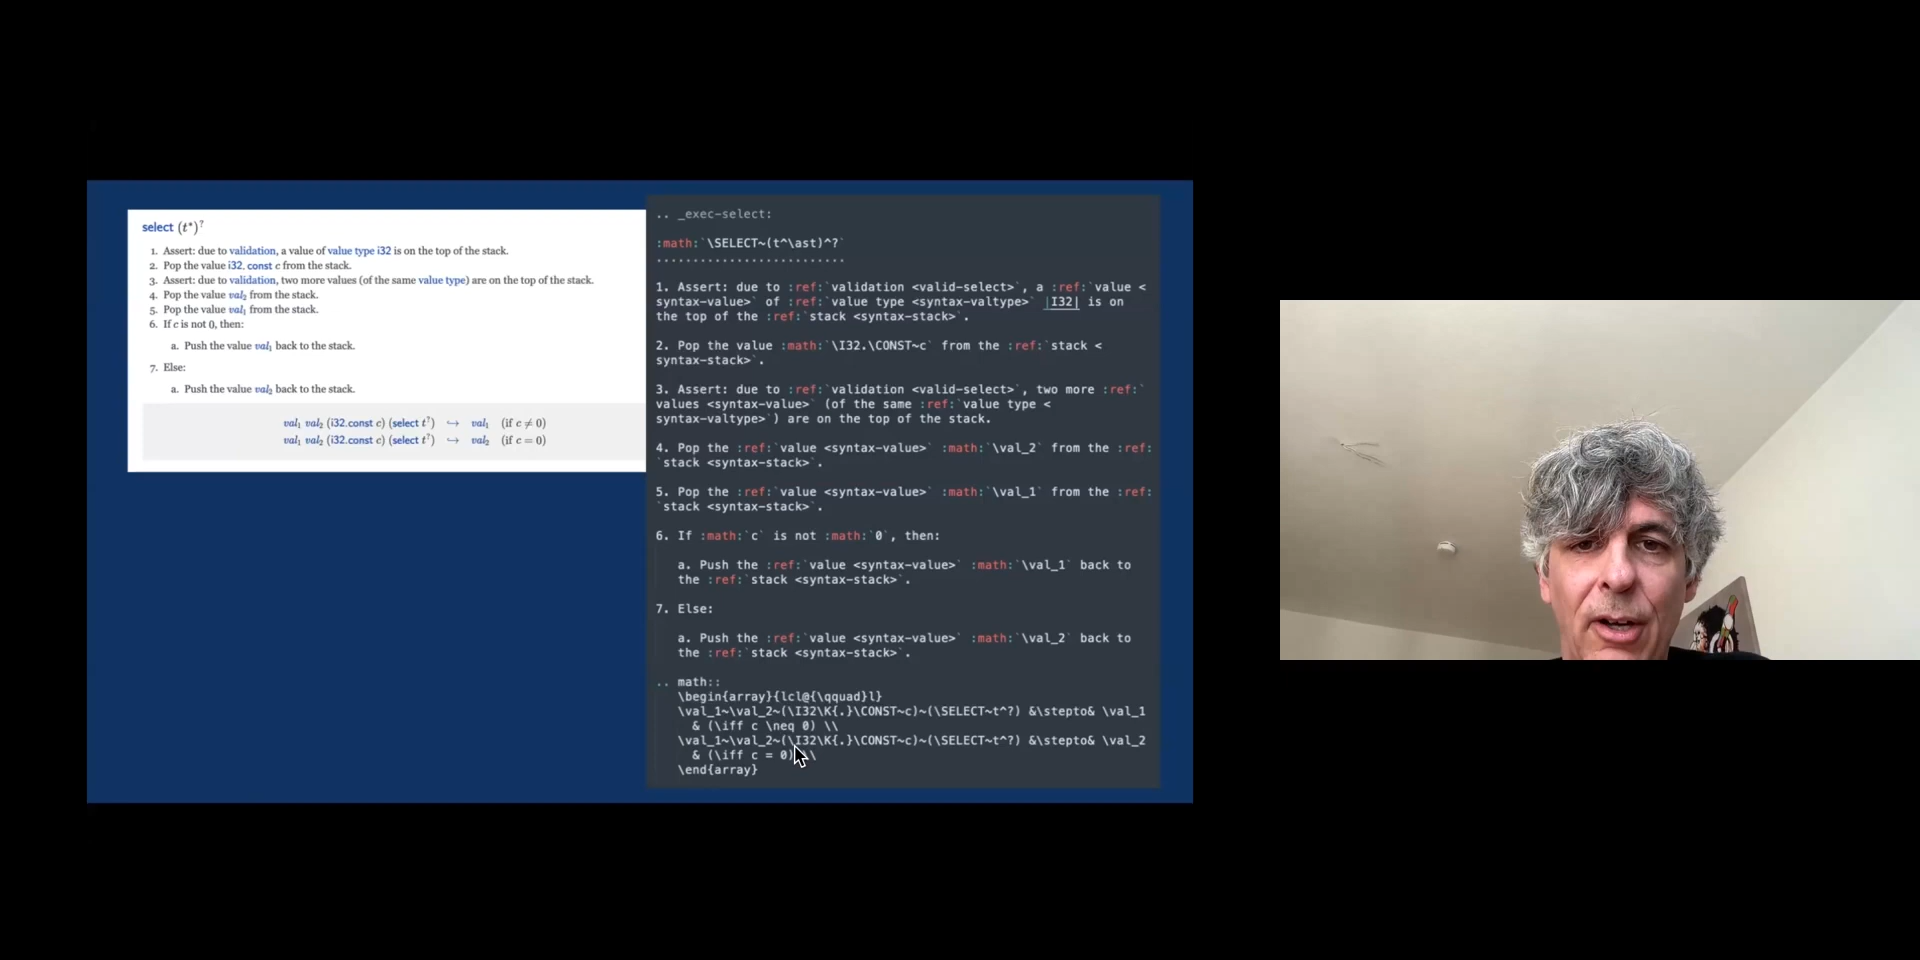 select (t*)?
1. Assert: due to validation, a value of value type i32 is on the top of the stack.
2. Pop the value i32.const c from the stack.
3. Assert: due to validation, two more values (of the same value type) are on the top of the stack.
4. Pop the value val₂ from the stack.
5. Pop the value val₁ from the stack.
6. If c is not 0, then:
a. Push the value val₁ back to the stack.
7. Else:
a. Push the value val₂ back to the stack.
val₁ val₂ (i32.const c) (select t?) ↪ val₁ (if c ≠ 0)
val₁ val₂ (i32.const c) (select t?) ↪ val₂ (if c = 0)
.. _exec-select:
:math:`\SELECT~(t^\ast)^?`
..........................
1. Assert: due to :ref:`validation <valid-select>`, a :ref:`value <
syntax-value>` of :ref:`value type <syntax-valtype>` |I32| is on
the top of the :ref:`stack <syntax-stack>`.
2. Pop the value :math:`\I32.\CONST~c` from the :ref:`stack <
syntax-stack>`.
3. Assert: due to :ref:`validation <valid-select>`, two more :ref:`
values <syntax-value>` (of the same :ref:`value type <
syntax-valtype>`) are on the top of the stack.
4. Pop the :ref:`value <syntax-value>` :math:`\val_2` from the :ref:
`stack <syntax-stack>`.
5. Pop the :ref:`value <syntax-value>` :math:`\val_1` from the :ref:
`stack <syntax-stack>`.
6. If :math:`c` is not :math:`0`, then:
a. Push the :ref:`value <syntax-value>` :math:`\val_1` back to
the :ref:`stack <syntax-stack>`.
7. Else:
a. Push the :ref:`value <syntax-value>` :math:`\val_2` back to
the :ref:`stack <syntax-stack>`.
.. math::
\begin{array}{lcl@{\qquad}l}
\val_1~\val_2~(\I32\K{.}\CONST~c)~(\SELECT~t^?) &\stepto& \val_1
& (\iff c \neq 0) \\
\val_1~\val_2~(\I32\K{.}\CONST~c)~(\SELECT~t^?) &\stepto& \val_2
& (\iff c = 0) \\
\end{array}